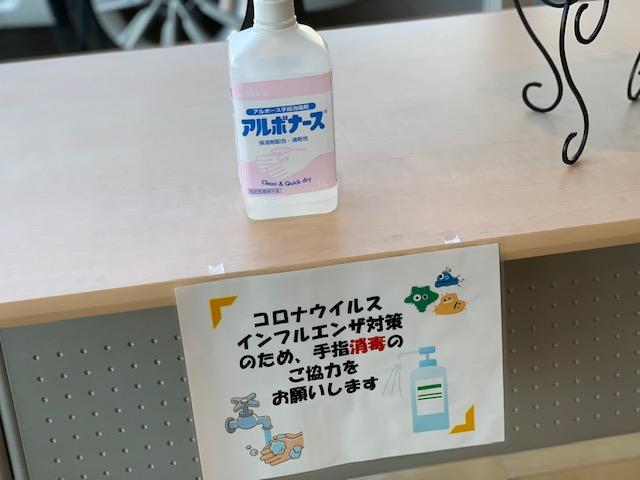 アルボース手指消毒剤
アルボナース®
保湿剤配合・速乾性
Clean & Quick dry
1L
コロナウイルス
インフルエンザ対策
のため、手指消毒の
ご協力を
お願いします